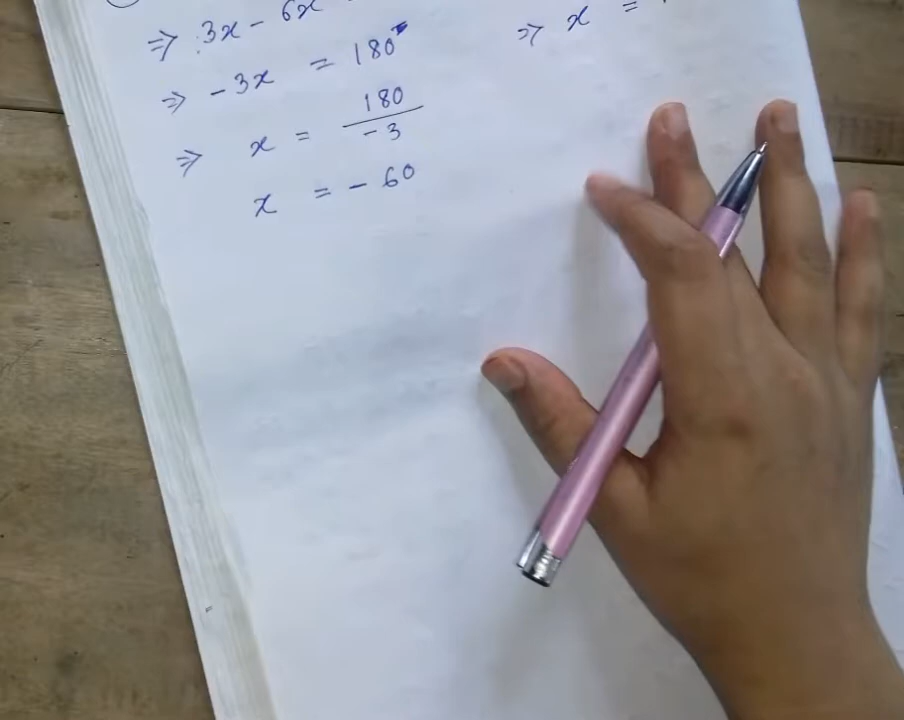 ⇒ 3x - 6x
⇒ -3x = 180
⇒ x = 180 / -3
x = - 60
⇒ x =